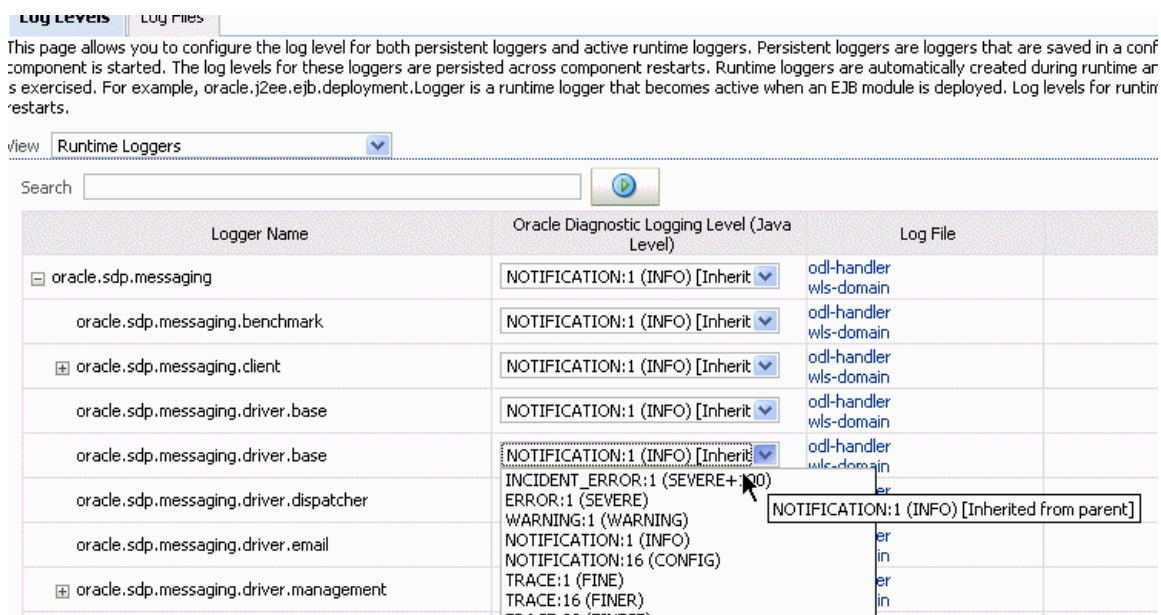 Log Levels Log Files
This page allows you to configure the log level for both persistent loggers and active runtime loggers. Persistent loggers are loggers that are saved in a conf
component is started. The log levels for these loggers are persisted across component restarts. Runtime loggers are automatically created during runtime an
s exercised. For example, oracle.j2ee.ejb.deployment.Logger is a runtime logger that becomes active when an EJB module is deployed. Log levels for runtim
restarts.
View Runtime Loggers
Search
Logger Name
Oracle Diagnostic Logging Level (Java
Level)
Log File
oracle.sdp.messaging NOTIFICATION:1 (INFO) [Inherit odl-handler
wls-domain
oracle.sdp.messaging.benchmark NOTIFICATION:1 (INFO) [Inherit odl-handler
wls-domain
oracle.sdp.messaging.client NOTIFICATION:1 (INFO) [Inherit odl-handler
wls-domain
oracle.sdp.messaging.driver.base NOTIFICATION:1 (INFO) [Inherit odl-handler
wls-domain
oracle.sdp.messaging.driver.base NOTIFICATION:1 (INFO) [Inherit odl-handler
wls-domain
INCIDENT_ERROR:1 (SEVERE+100)
oracle.sdp.messaging.driver.dispatcher ERROR:1 (SEVERE) er
NOTIFICATION:1 (INFO) [Inherited from parent]
WARNING:1 (WARNING)
oracle.sdp.messaging.driver.email NOTIFICATION:1 (INFO) er
NOTIFICATION:16 (CONFIG) in
oracle.sdp.messaging.driver.management TRACE:1 (FINE) er
TRACE:16 (FINER) in